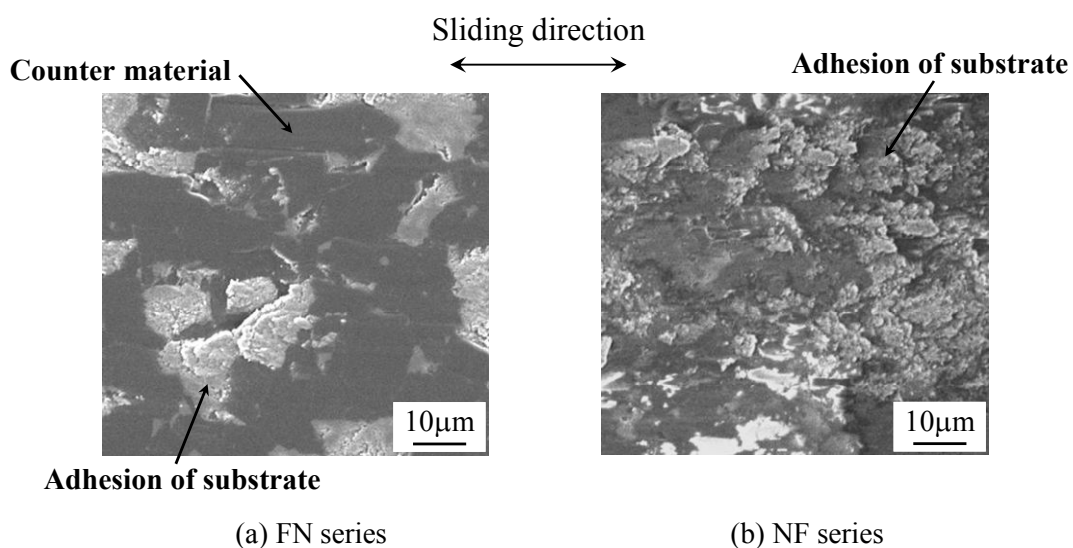 Sliding direction
Counter material
Adhesion of substrate
10μm
10μm
Adhesion of substrate
(a) FN series
(b) NF series